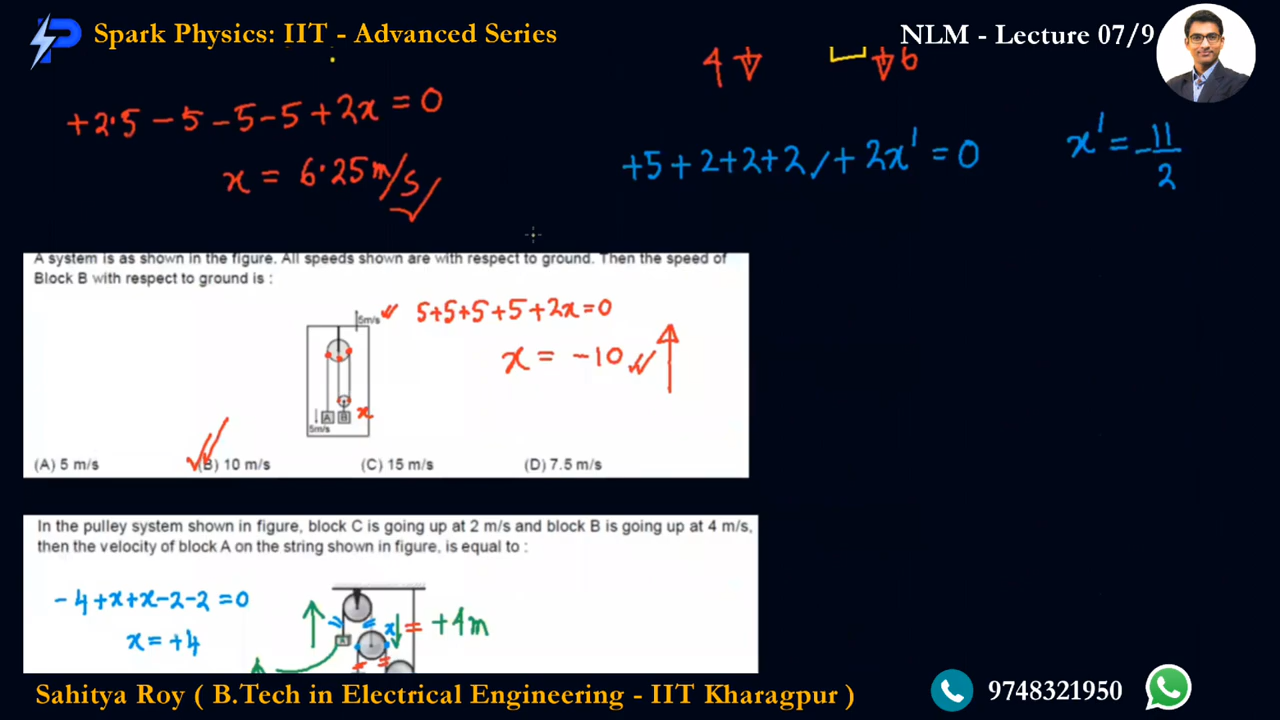 Spark Physics: IIT - Advanced Series
NLM - Lecture 07/9
4
6
+2.5 - 5 - 5 - 5 + 2x = 0
x = 6.25 m/s
+5 + 2 + 2 + 2 + 2x' = 0
x' = -11/2
A system is as shown in the figure. All speeds shown are with respect to ground. Then the speed of
Block B with respect to ground is :
5m/s
5+5+5+5+2x=0
x = -10
A
B
x
5m/s
(A) 5 m/s
(B) 10 m/s
(C) 15 m/s
(D) 7.5 m/s
In the pulley system shown in figure, block C is going up at 2 m/s and block B is going up at 4 m/s,
then the velocity of block A on the string shown in figure, is equal to :
-4+x+x-2-2=0
x = +4
A
x
+4m
Sahitya Roy ( B.Tech in Electrical Engineering - IIT Kharagpur )
9748321950